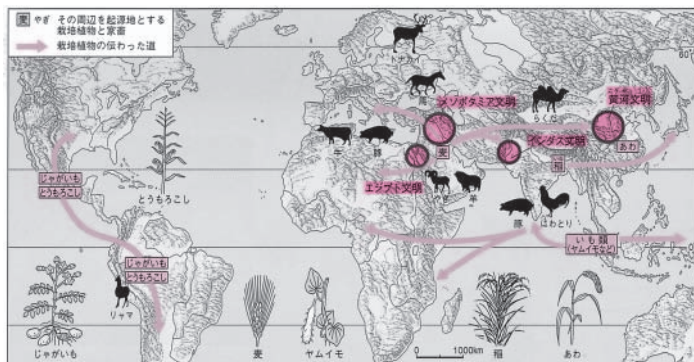 麦 やぎ その周辺を起源地とする
栽培植物と家畜
栽培植物の伝わった道
トナカイ
馬
メソポタミア文明
らくだ
黄河文明
牛
豚
麦
インダス文明
あわ
稲
エジプト文明
やぎ
羊
じゃがいも
とうもろこし
とうもろこし
豚
にわとり
いも類
(ヤムイモなど)
じゃがいも
とうもろこし
リャマ
じゃがいも
麦
ヤムイモ
0 1000km
稲
あわ